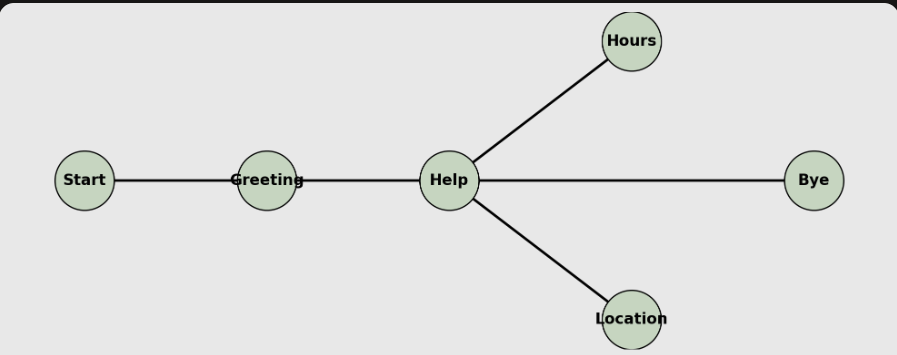 Hours
Start
Greeting
Help
Bye
Location